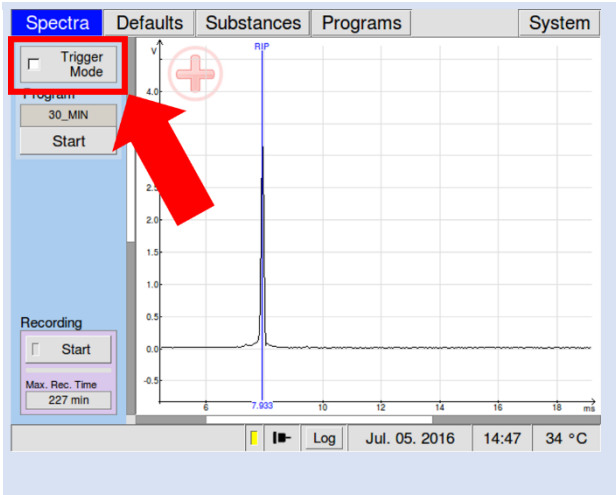 Spectra Defaults Substances Programs System
Trigger
Mode
Program
30_MIN
Start
Recording
Start
Max. Rec. Time
227 min
V
RIP
4.0
2.5
2.0
1.5
1.0
0.5
0.0
-0.5
6 7.933 10 12 14 16 18 ms
Log Jul. 05. 2016 14:47 34 °C